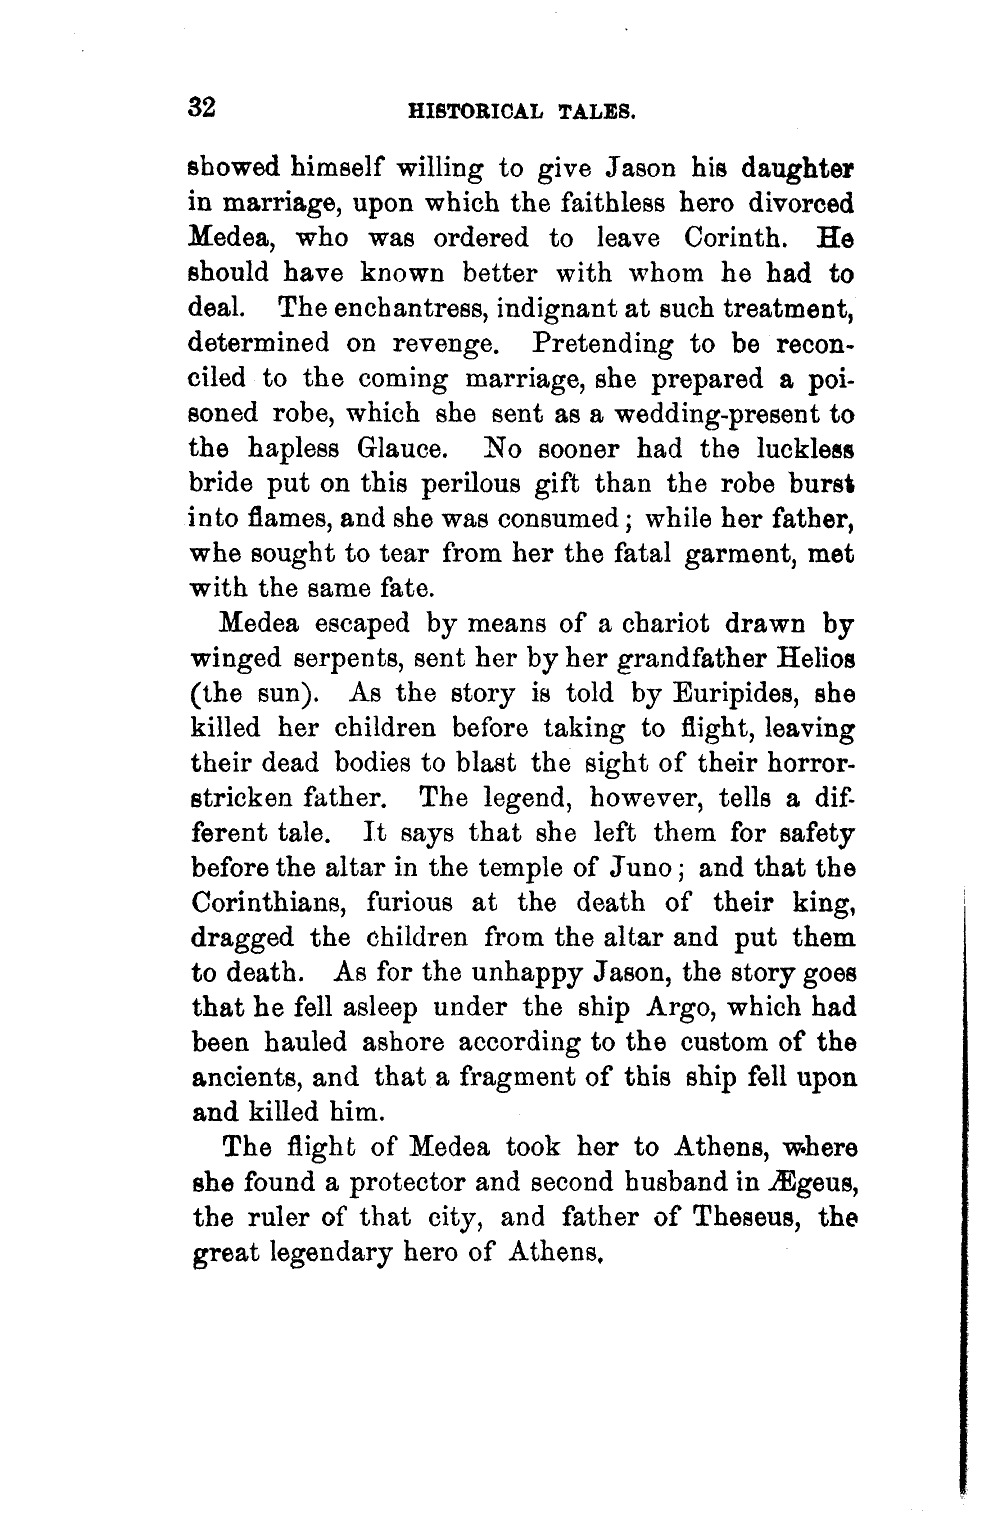 32 HISTORICAL TALES.
showed himself willing to give Jason his daughter
in marriage, upon which the faithless hero divorced
Medea, who was ordered to leave Corinth. He
should have known better with whom he had to
deal. The enchantress, indignant at such treatment,
determined on revenge. Pretending to be recon-
ciled to the coming marriage, she prepared a poi-
soned robe, which she sent as a wedding-present to
the hapless Glauce. No sooner had the luckless
bride put on this perilous gift than the robe burst
into flames, and she was consumed; while her father,
whe sought to tear from her the fatal garment, met
with the same fate.
Medea escaped by means of a chariot drawn by
winged serpents, sent her by her grandfather Helios
(the sun). As the story is told by Euripides, she
killed her children before taking to flight, leaving
their dead bodies to blast the sight of their horror-
stricken father. The legend, however, tells a dif-
ferent tale. It says that she left them for safety
before the altar in the temple of Juno; and that the
Corinthians, furious at the death of their king,
dragged the children from the altar and put them
to death. As for the unhappy Jason, the story goes
that he fell asleep under the ship Argo, which had
been hauled ashore according to the custom of the
ancients, and that a fragment of this ship fell upon
and killed him.
The flight of Medea took her to Athens, where
she found a protector and second husband in Ægeus,
the ruler of that city, and father of Theseus, the
great legendary hero of Athens.